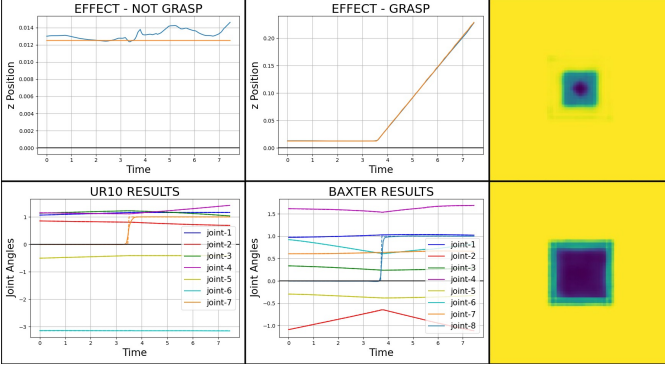 EFFECT - NOT GRASP
z Position
0.014
0.012
0.010
0.008
0.006
0.004
0.002
0.000
0 1 2 3 4 5 6 7
Time
EFFECT - GRASP
z Position
0.20
0.15
0.10
0.05
0.00
0 1 2 3 4 5 6 7
Time
UR10 RESULTS
Joint Angles
1
0
−1
−2
−3
joint-1
joint-2
joint-3
joint-4
joint-5
joint-6
joint-7
0 1 2 3 4 5 6 7
Time
BAXTER RESULTS
Joint Angles
1.5
1.0
0.5
0.0
−0.5
−1.0
joint-1
joint-2
joint-3
joint-4
joint-5
joint-6
joint-7
joint-8
0 1 2 3 4 5 6 7
Time